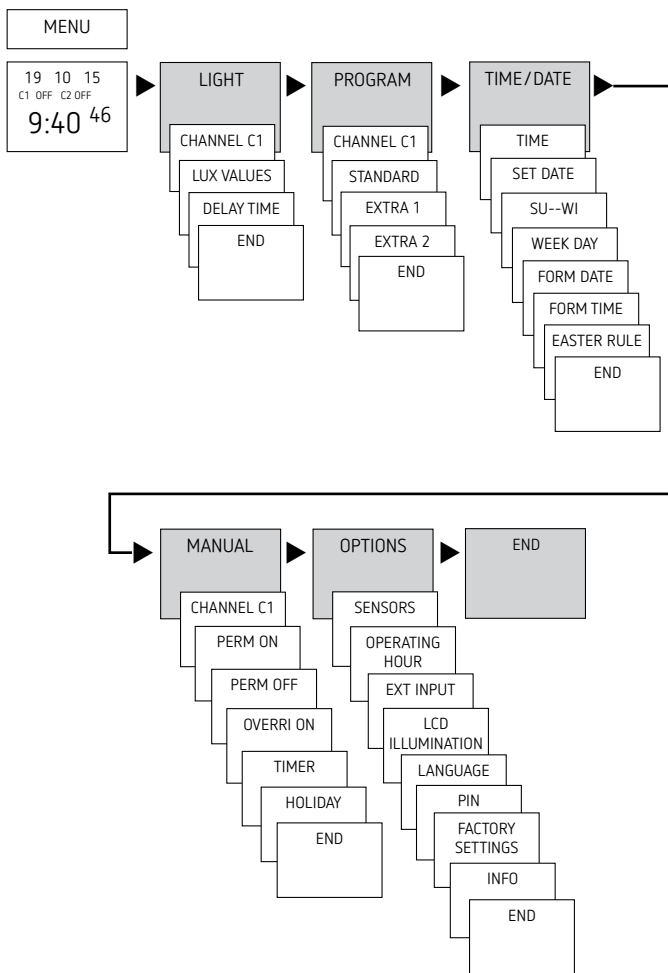 MENU
19 10 15
C1 OFF C2 OFF
9:40 46
LIGHT
CHANNEL C1
LUX VALUES
DELAY TIME
END
PROGRAM
CHANNEL C1
STANDARD
EXTRA 1
EXTRA 2
END
TIME/DATE
TIME
SET DATE
SU--WI
WEEK DAY
FORM DATE
FORM TIME
EASTER RULE
END
MANUAL
CHANNEL C1
PERM ON
PERM OFF
OVERRI ON
TIMER
HOLIDAY
END
OPTIONS
SENSORS
OPERATING
HOUR
EXT INPUT
LCD
ILLUMINATION
LANGUAGE
PIN
FACTORY
SETTINGS
INFO
END
END